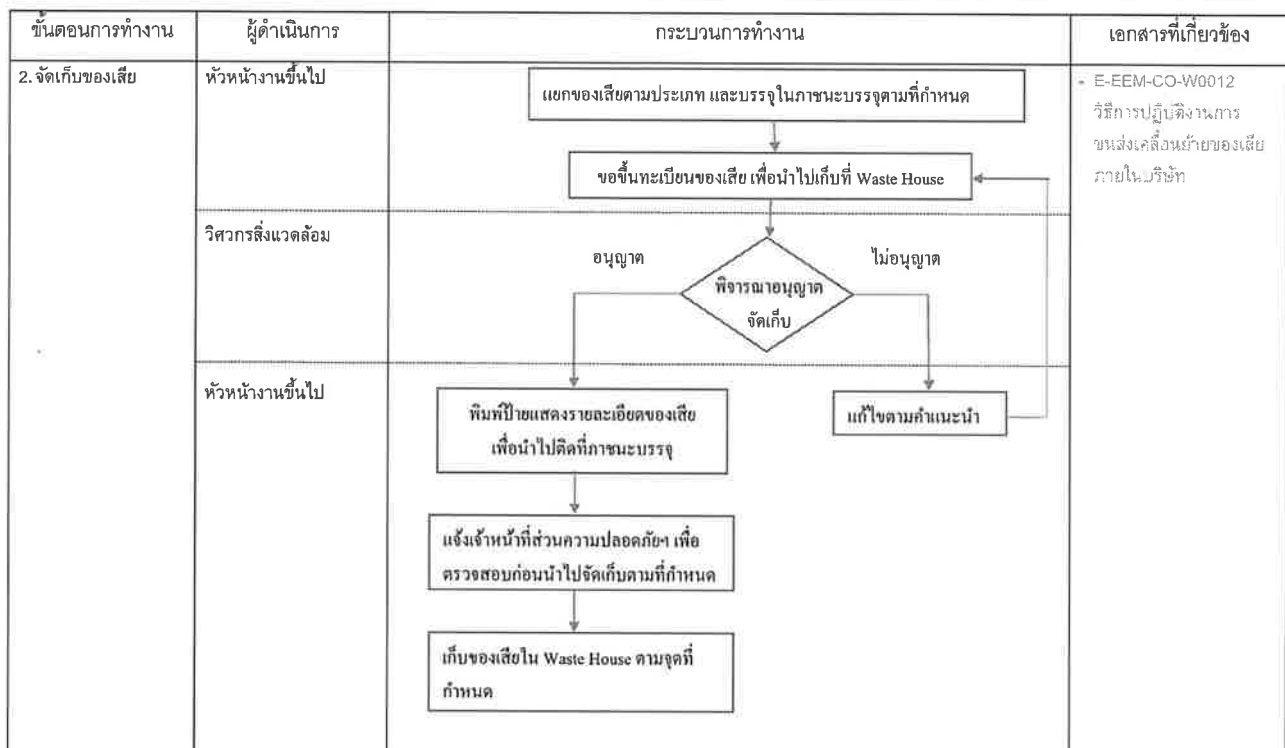 ขั้นตอนการทำงาน
ผู้ดำเนินการ
กระบวนการทำงาน
เอกสารที่เกี่ยวข้อง
2. จัดเก็บของเสีย
หัวหน้างานขึ้นไป
แยกของเสียตามประเภท และบรรจุในภาชนะบรรจุตามที่กำหนด
- E-EEM-CO-W0012
วิธีการปฏิบัติงานการ
ขนส่งเคลื่อนย้ายของเสีย
ภายในบริษัท
ขอขึ้นทะเบียนของเสีย เพื่อนำไปเก็บที่ Waste House
วิศวกรสิ่งแวดล้อม
อนุญาต
ไม่อนุญาต
พิจารณาอนุญาต
จัดเก็บ
หัวหน้างานขึ้นไป
พิมพ์ป้ายแสดงรายละเอียดของเสีย
เพื่อนำไปติดที่ภาชนะบรรจุ
แก้ไขตามคำแนะนำ
แจ้งเจ้าหน้าที่ส่วนความปลอดภัยฯ เพื่อ
ตรวจสอบก่อนนำไปจัดเก็บตามที่กำหนด
เก็บของเสียใน Waste House ตามจุดที่
กำหนด